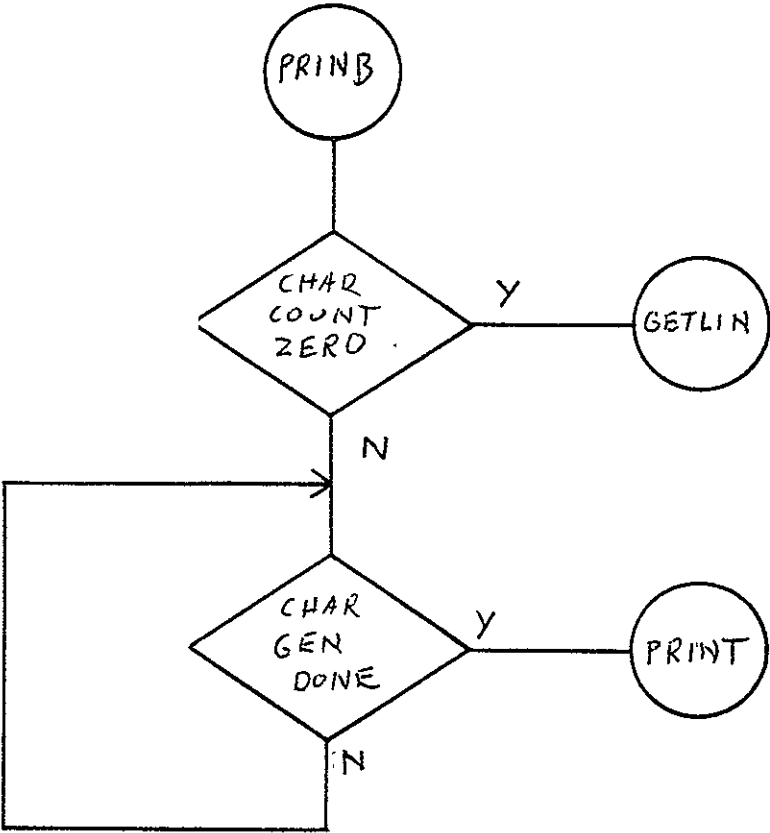 PRINB
CHAR
COUNT
ZERO
Y
GETLIN
N
CHAR
GEN
DONE
Y
PRINT
N